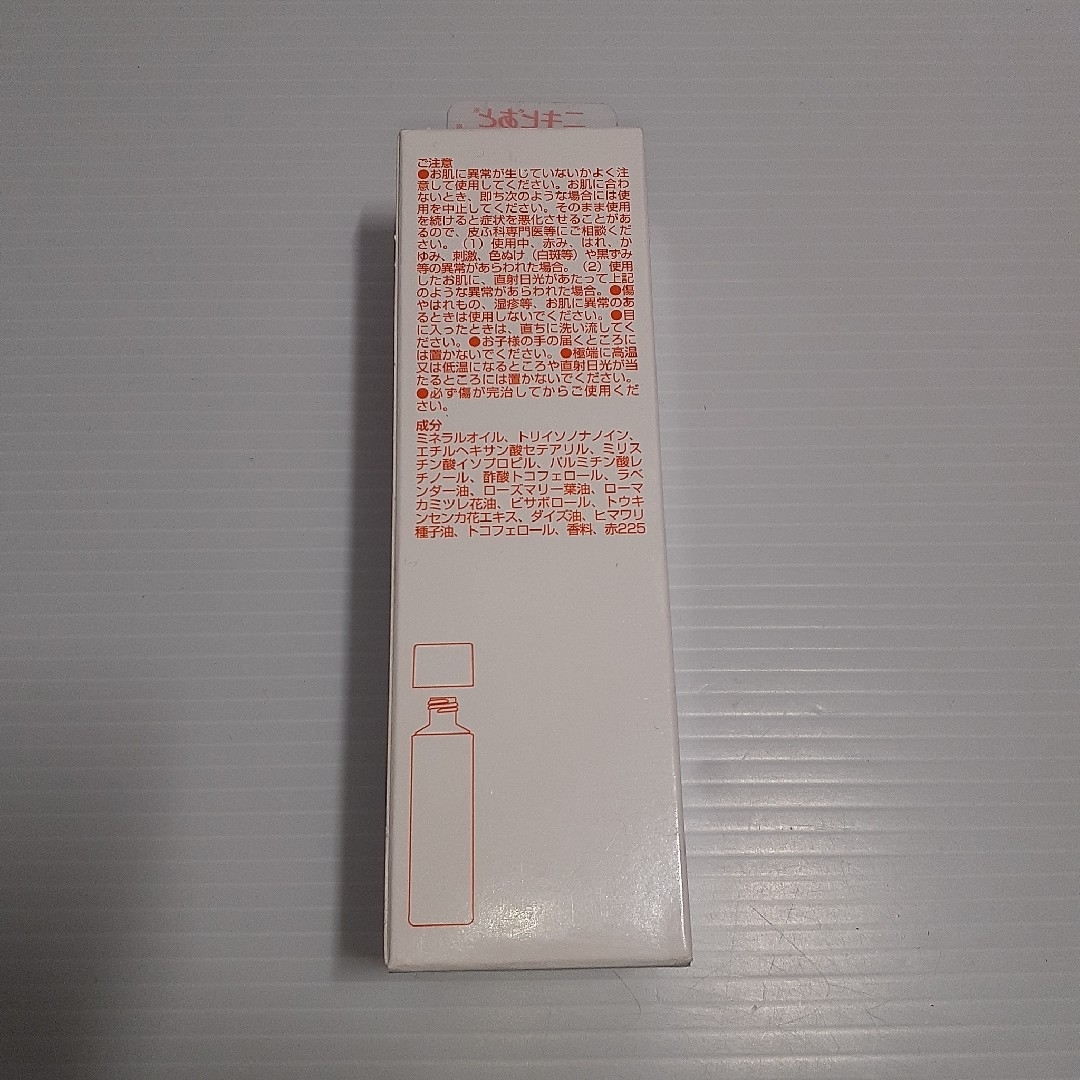 ニキビあと
ご注意
●お肌に異常が生じていないかよく注
意して使用してください。お肌に合わ
ないとき、即ち次のような場合には使
用を中止してください。そのまま使用
を続けると症状を悪化させることがあ
るので、皮ふ科専門医等にご相談くだ
さい。（1）使用中、赤み、はれ、か
ゆみ、刺激、色ぬけ（白斑等）や黒ずみ
等の異常があらわれた場合。（2）使用
したお肌に、直射日光があたって上記
のような異常があらわれた場合。●傷
やはれもの、湿疹等、お肌に異常のあ
るときは使用しないでください。●目
に入ったときは、直ちに洗い流してく
ださい。●お子様の手の届くところに
は置かないでください。●極端に高温
又は低温になるところや直射日光が当
たるところには置かないでください。
●必ず傷が完治してからご使用くだ
さい。
成分
ミネラルオイル、トリイソノナノイン、
エチルヘキサン酸セテアリル、ミリス
チン酸イソプロピル、パルミチン酸レ
チノール、酢酸トコフェロール、ラベ
ンダー油、ローズマリー葉油、ローマ
カミツレ花油、ビサボロール、トウキ
ンセンカ花エキス、ダイズ油、ヒマワリ
種子油、トコフェロール、香料、赤225